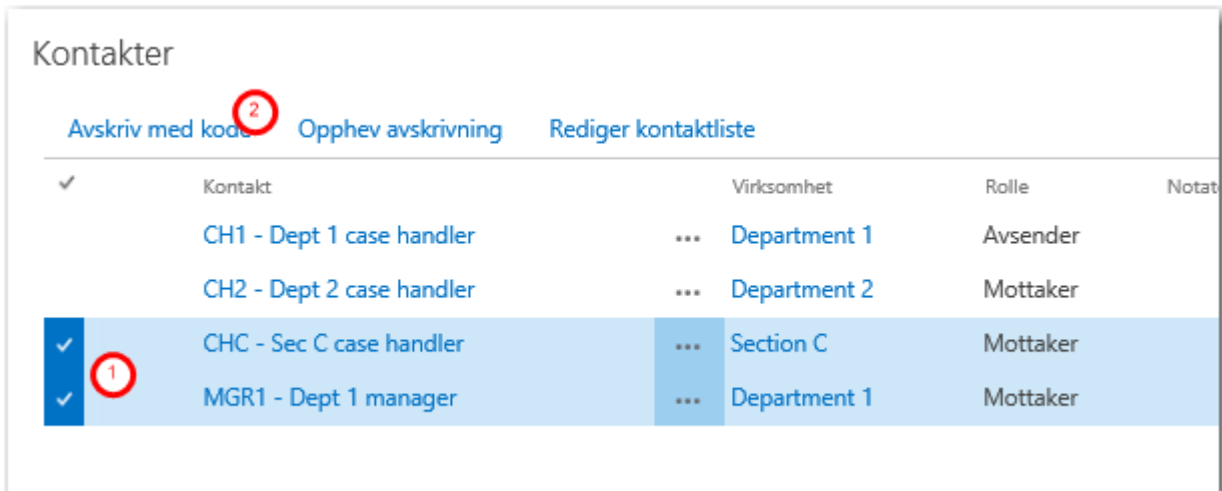 Kontakter
2
Avskriv med kode Opphev avskrivning Rediger kontaktliste
Kontakt Virksomhet Rolle Notat
CH1 - Dept 1 case handler ... Department 1 Avsender
CH2 - Dept 2 case handler ... Department 2 Mottaker
CHC - Sec C case handler ... Section C Mottaker
1
MGR1 - Dept 1 manager ... Department 1 Mottaker